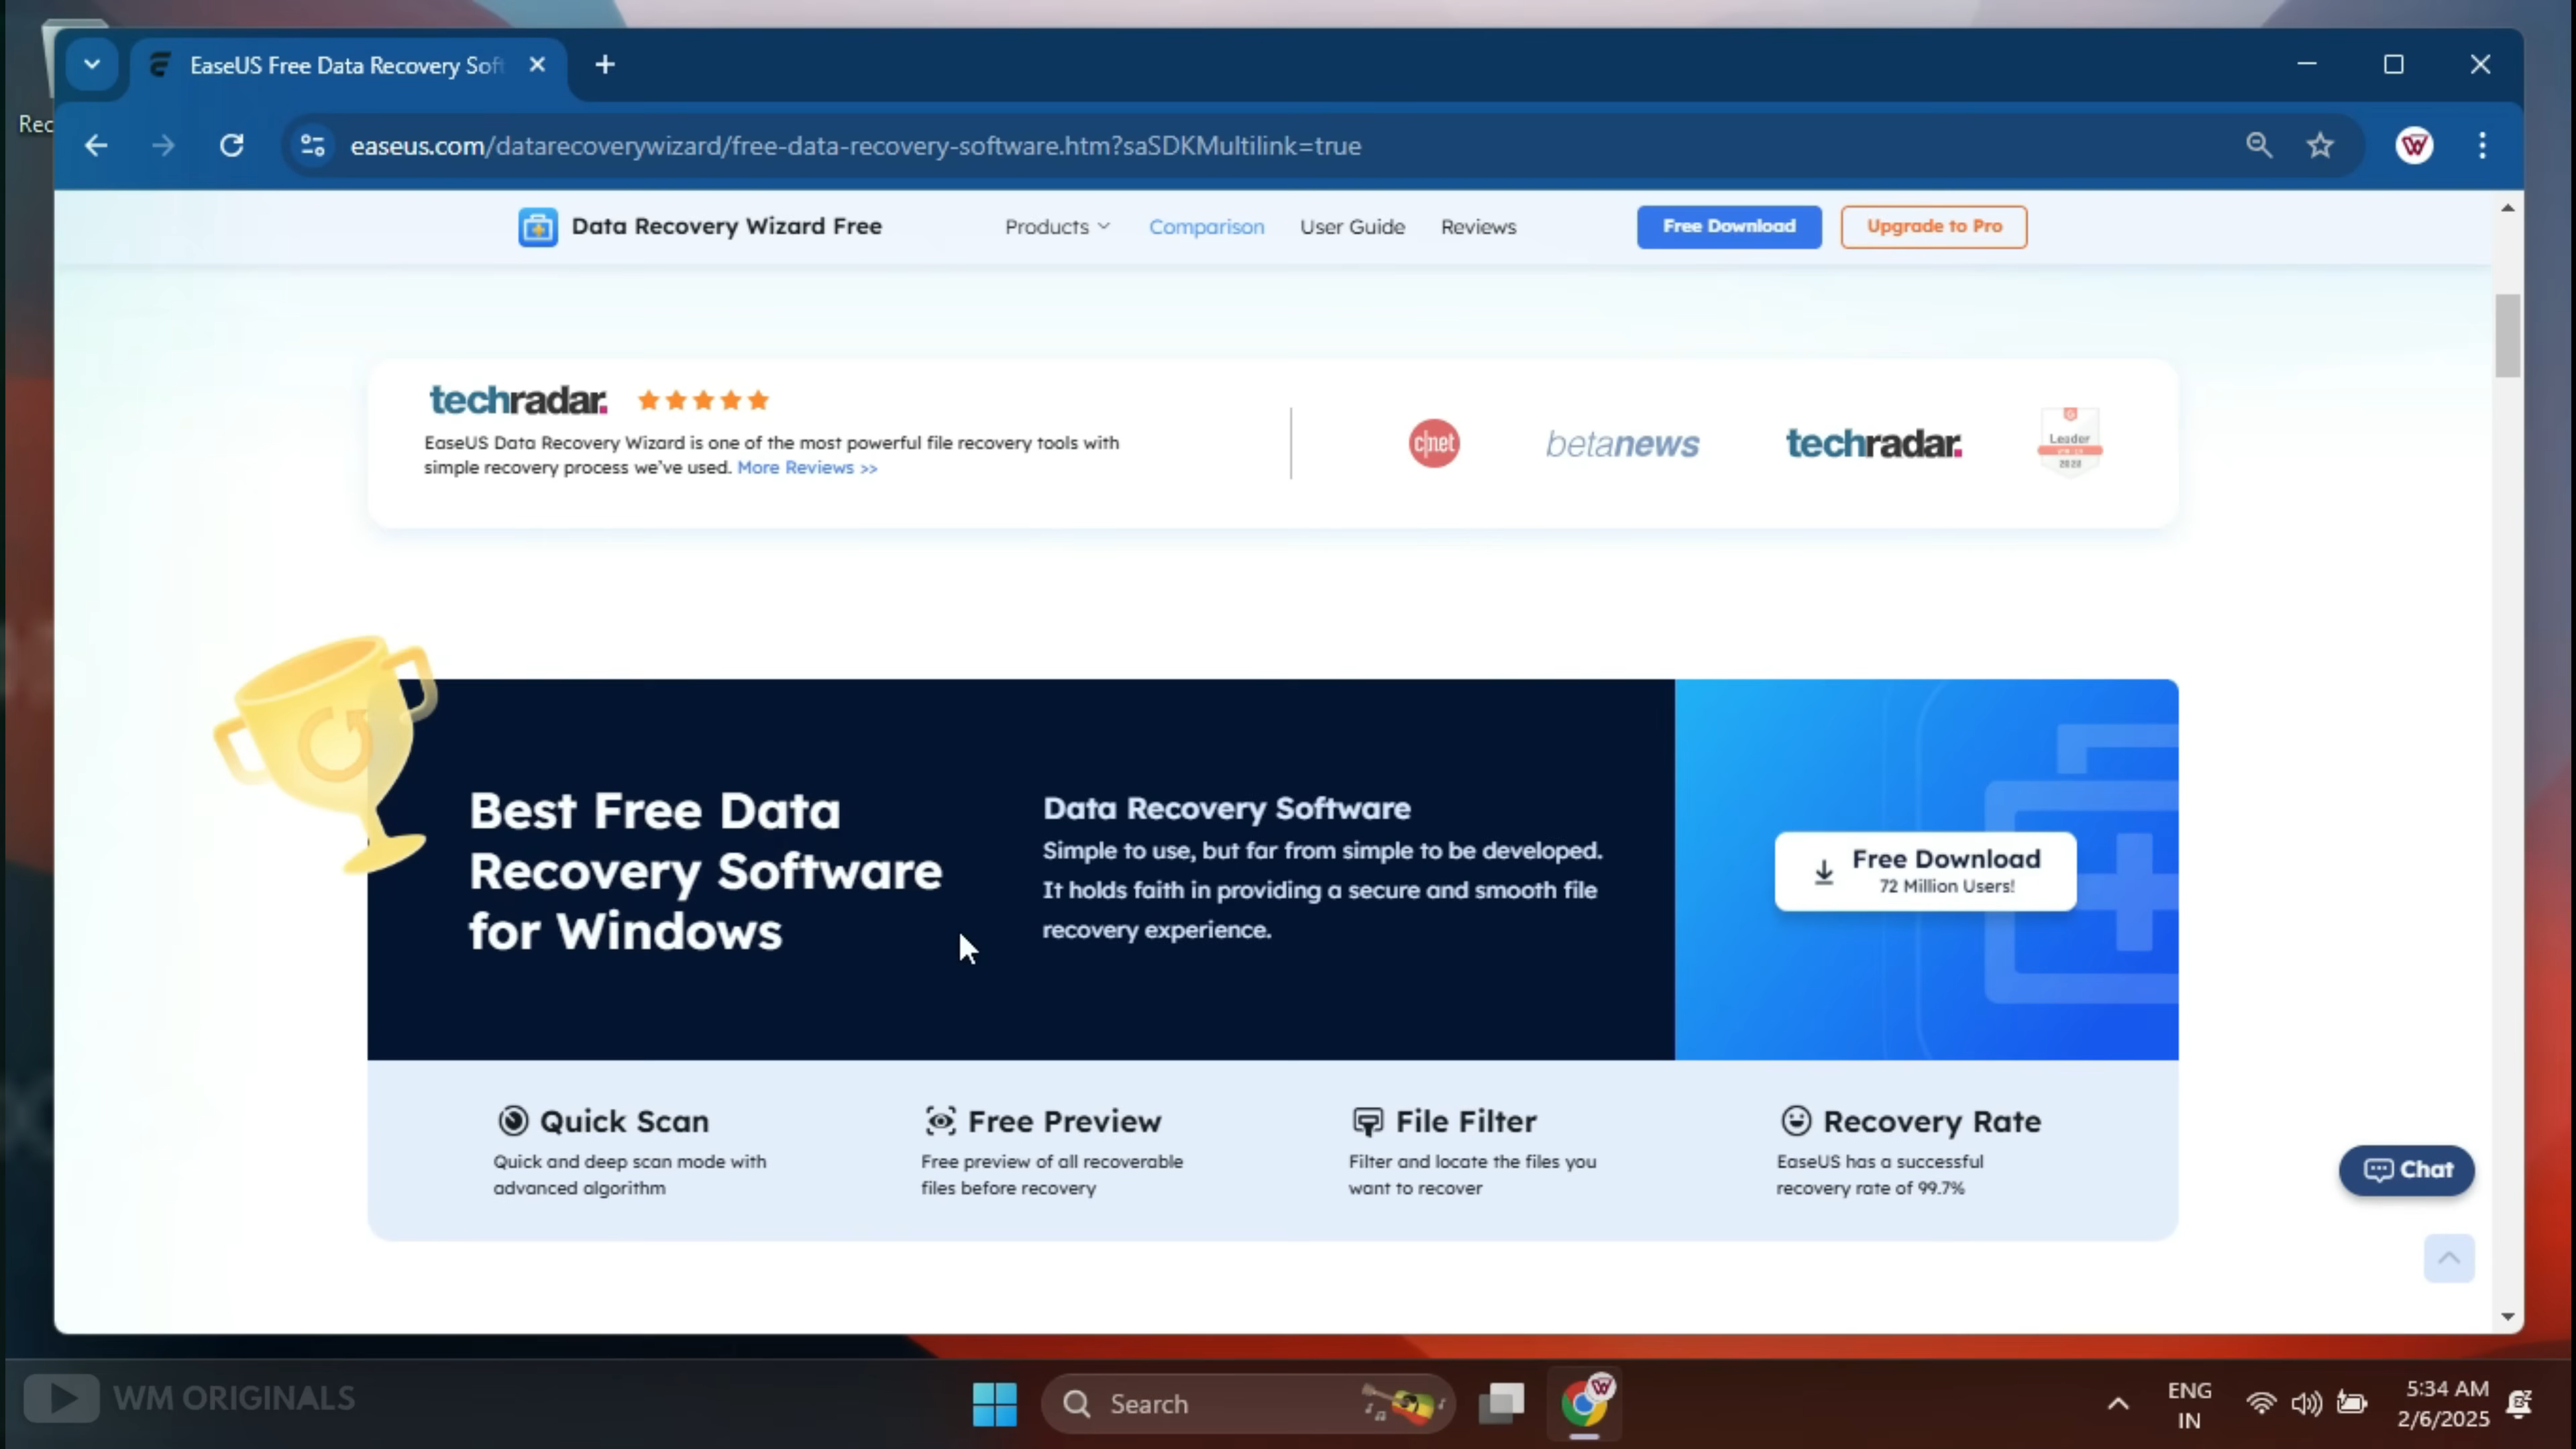 Rec
EaseUS Free Data Recovery Sof
easeus.com/datarecoverywizard/free-data-recovery-software.htm?saSDKMultilink=true
Data Recovery Wizard Free
Products
Comparison
User Guide
Reviews
Free Download
Upgrade to Pro
techradar.
EaseUS Data Recovery Wizard is one of the most powerful file recovery tools with
simple recovery process we've used. More Reviews >>
c|net
betanews
techradar.
Leader
Best Free Data
Recovery Software
for Windows
Data Recovery Software
Simple to use, but far from simple to be developed.
It holds faith in providing a secure and smooth file
recovery experience.
Free Download
72 Million Users!
Quick Scan
Quick and deep scan mode with
advanced algorithm
Free Preview
Free preview of all recoverable
files before recovery
File Filter
Filter and locate the files you
want to recover
Recovery Rate
EaseUS has a successful
recovery rate of 99.7%
Chat
WM ORIGINALS
Search
ENG
IN
5:34 AM
2/6/2025